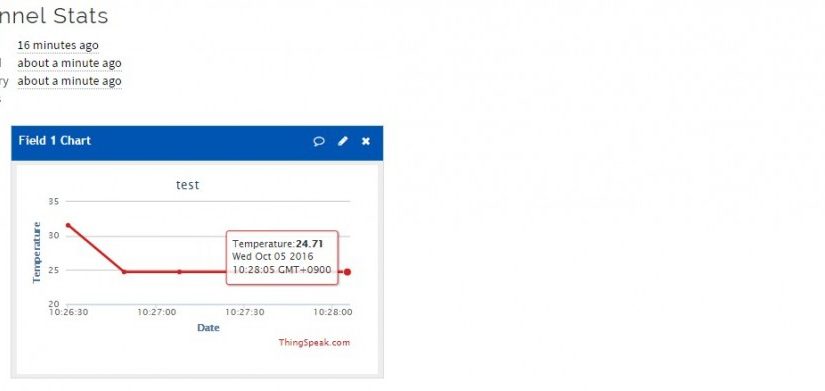 nnel Stats
16 minutes ago
about a minute ago
ry about a minute ago
Field 1 Chart
test
35
30
25
20
Temperature
Temperature:24.71
Wed Oct 05 2016
10:28:05 GMT+0900
10:26:30 10:27:00 10:27:30 10:28:00
Date
ThingSpeak.com